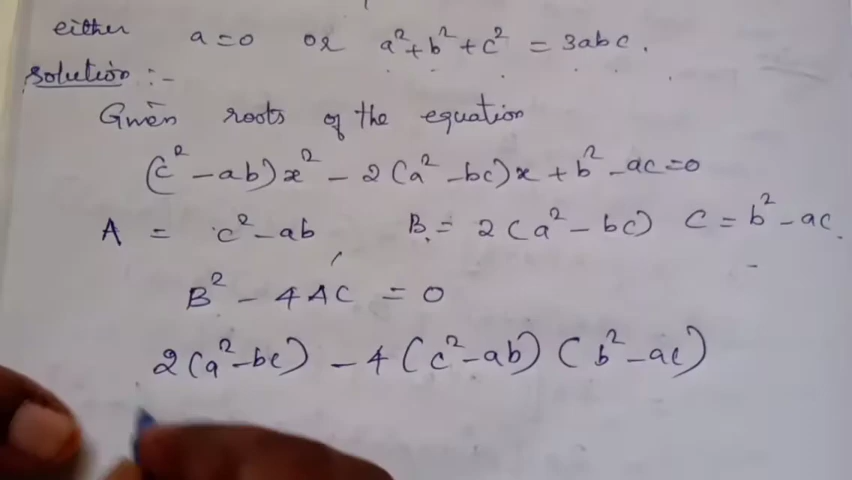 either a=0 or a²+b²+c² = 3abc.
solution :-
Given roots of the equation
(c²-ab)x² - 2(a²-bc)x + b²-ac=0
A = c²-ab B = 2(a²-bc) C = b²-ac.
B² - 4AC = 0
2(a²-bc) - 4(c²-ab)(b²-ac)